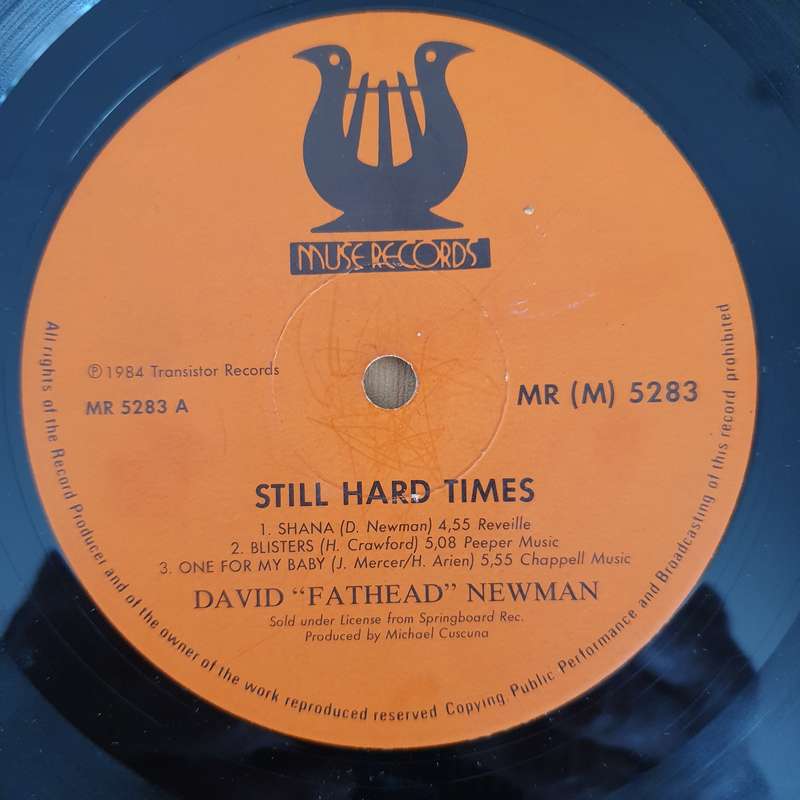 MUSE RECORDS
℗ 1984 Transistor Records
MR 5283 A
MR (M) 5283
STILL HARD TIMES
1. SHANA (D. Newman) 4,55 Reveille
2. BLISTERS (H. Crawford) 5,08 Peeper Music
3. ONE FOR MY BABY (J. Mercer/H. Arien) 5,55 Chappell Music
DAVID “FATHEAD” NEWMAN
Sold under License from Springboard Rec.
Produced by Michael Cuscuna
All rights of the Record Producer and of the owner of the work reproduced reserved Copying, Public Performance and Broadcasting of this record prohibited